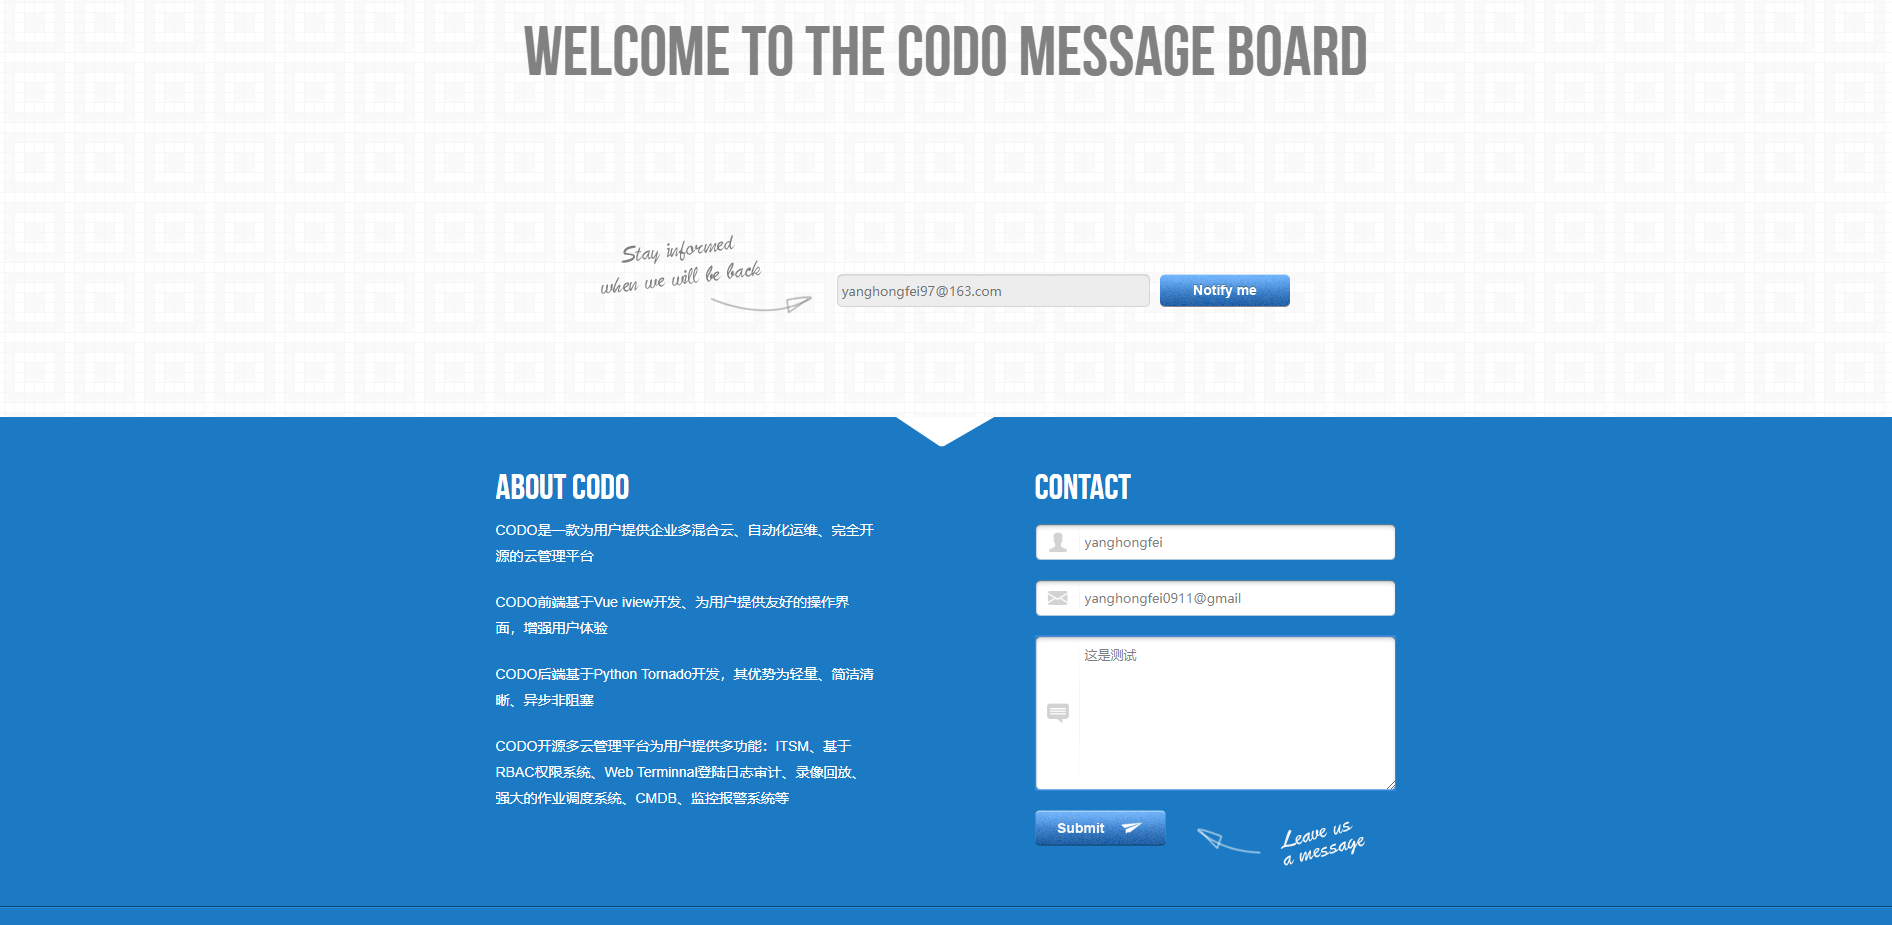 WELCOME TO THE CODO MESSAGE BOARD
Stay informed
when we will be back
yanghongfei97@163.com
Notify me
ABOUT CODO
CODO是一款为用户提供企业多混合云、自动化运维、完全开
源的云管理平台
CODO前端基于Vue iview开发、为用户提供友好的操作界
面，增强用户体验
CODO后端基于Python Tornado开发，其优势为轻量、简洁清
晰、异步非阻塞
CODO开源多云管理平台为用户提供多功能：ITSM、基于
RBAC权限系统、Web Terminnal登陆日志审计、录像回放、
强大的作业调度系统、CMDB、监控报警系统等
CONTACT
yanghongfei
yanghongfei0911@gmail
这是测试
Submit
Leave us
a message